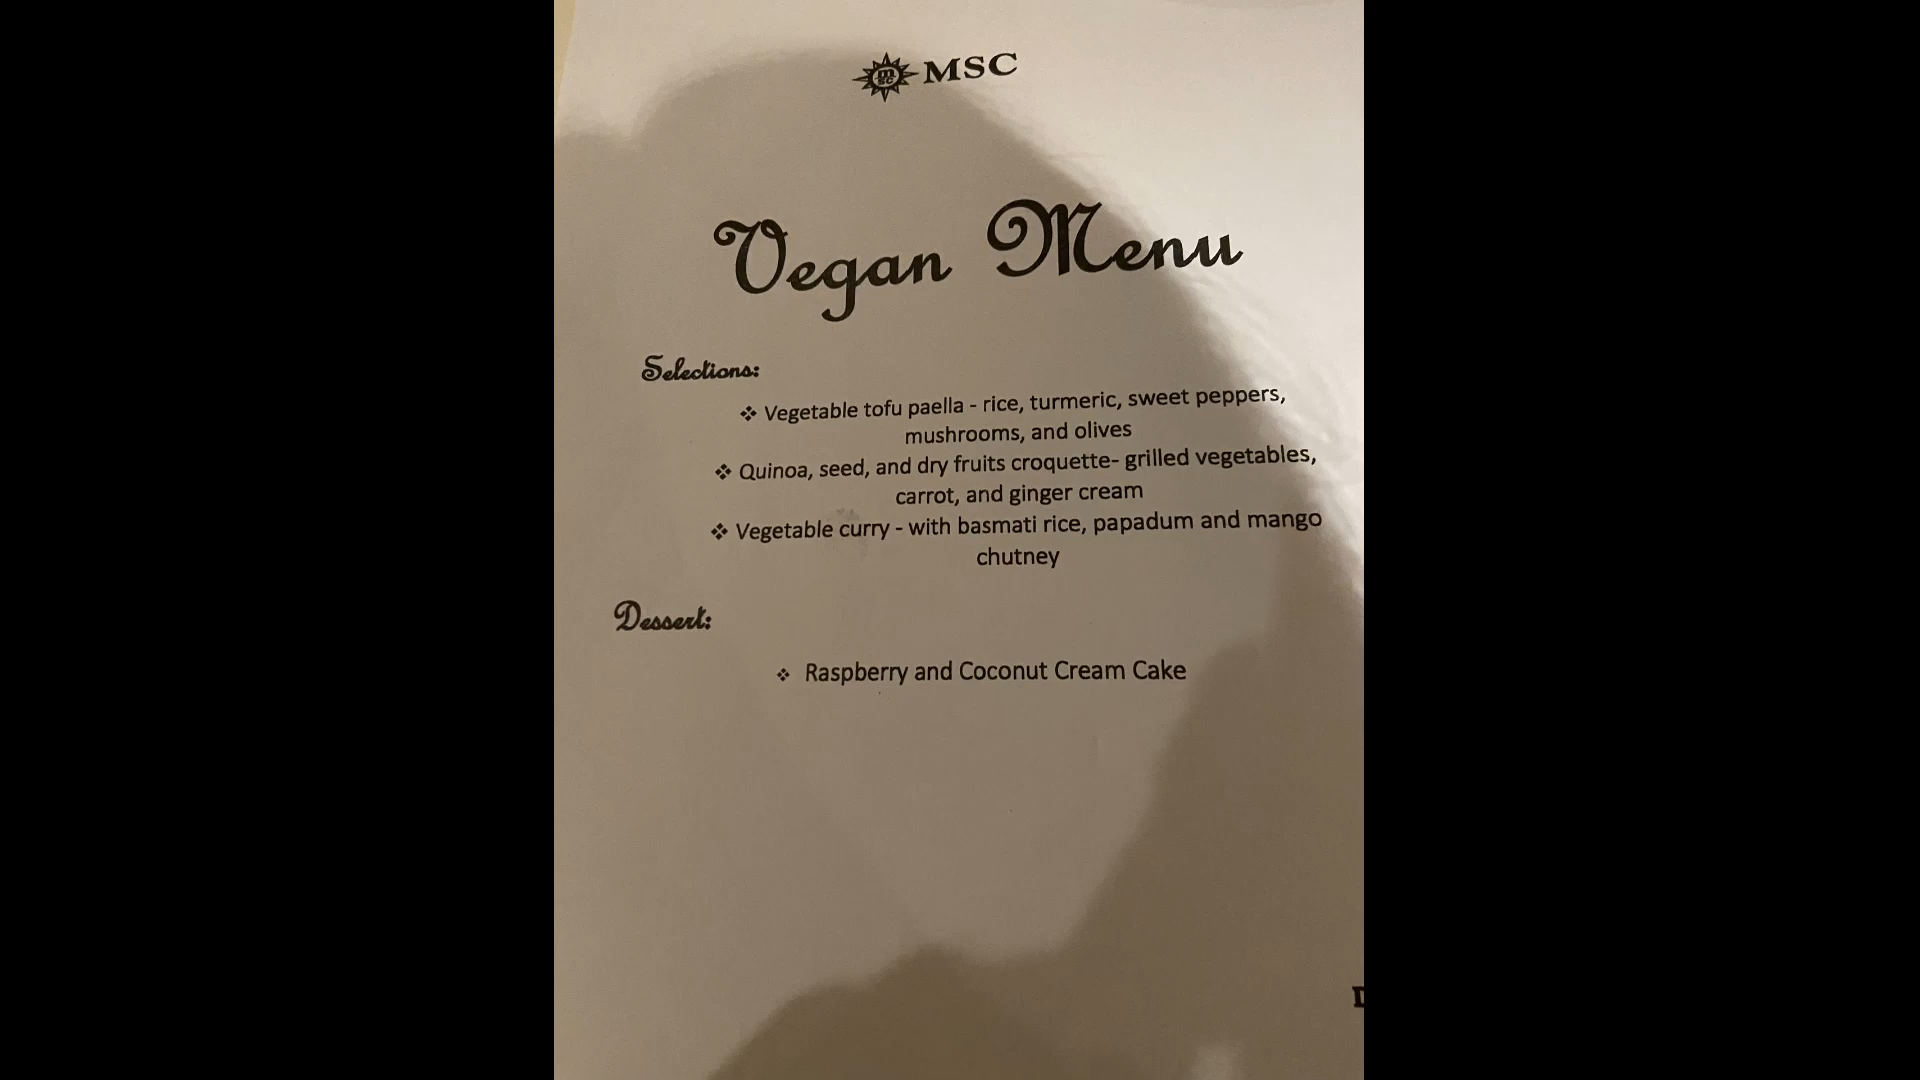 MSC
Vegan Menu
Selections:
❖ Vegetable tofu paella - rice, turmeric, sweet peppers,
mushrooms, and olives
❖ Quinoa, seed, and dry fruits croquette- grilled vegetables,
carrot, and ginger cream
❖ Vegetable curry - with basmati rice, papadum and mango
chutney
Dessert:
❖ Raspberry and Coconut Cream Cake